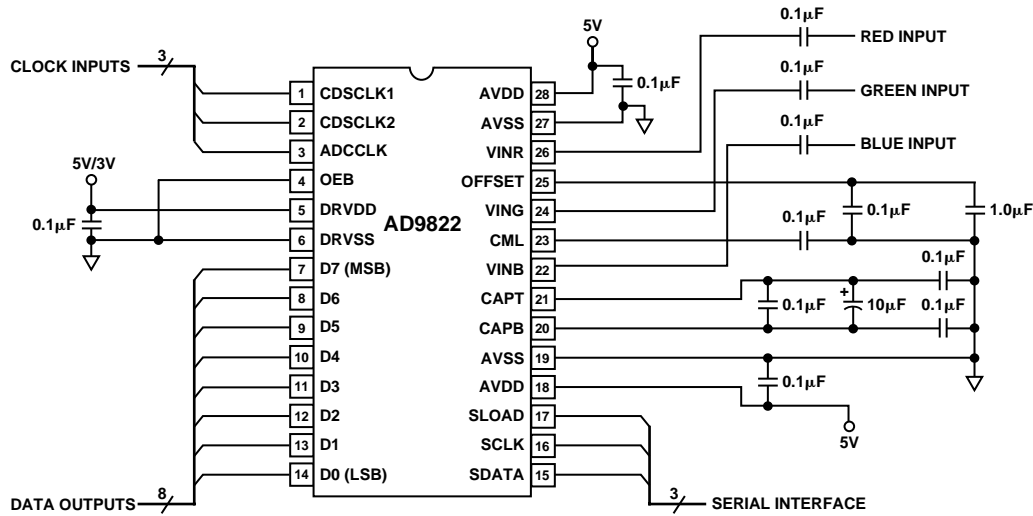 3
CLOCK INPUTS
5V
0.1μF
RED INPUT
0.1μF
GREEN INPUT
0.1μF
BLUE INPUT
0.1μF
AD9822
1 CDSCLK1
2 CDSCLK2
3 ADCCLK
4 OEB
5 DRVDD
6 DRVSS
7 D7 (MSB)
8 D6
9 D5
10 D4
11 D3
12 D2
13 D1
14 D0 (LSB)
AVDD 28
AVSS 27
VINR 26
OFFSET 25
VING 24
CML 23
VINB 22
CAPT 21
CAPB 20
AVSS 19
AVDD 18
SLOAD 17
SCLK 16
SDATA 15
5V/3V
0.1μF
0.1μF
0.1μF
1.0μF
0.1μF
0.1μF
+
10μF
0.1μF
0.1μF
5V
DATA OUTPUTS
8
3
SERIAL INTERFACE